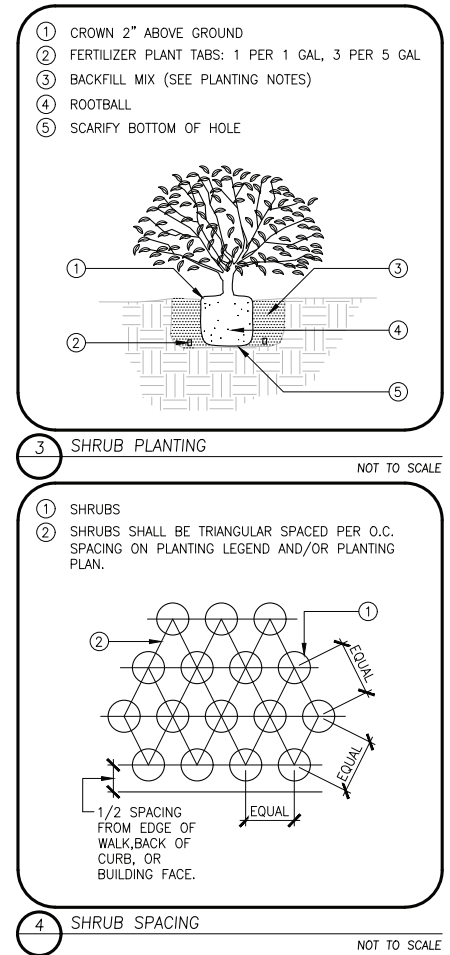 1 CROWN 2" ABOVE GROUND
2 FERTILIZER PLANT TABS: 1 PER 1 GAL, 3 PER 5 GAL
3 BACKFILL MIX (SEE PLANTING NOTES)
4 ROOTBALL
5 SCARIFY BOTTOM OF HOLE
1
3
2
4
5
3 SHRUB PLANTING
NOT TO SCALE
1 SHRUBS
2 SHRUBS SHALL BE TRIANGULAR SPACED PER O.C.
SPACING ON PLANTING LEGEND AND/OR PLANTING
PLAN.
1
2
EQUAL
EQUAL
EQUAL
1/2 SPACING
FROM EDGE OF
WALK,BACK OF
CURB, OR
BUILDING FACE.
4 SHRUB SPACING
NOT TO SCALE